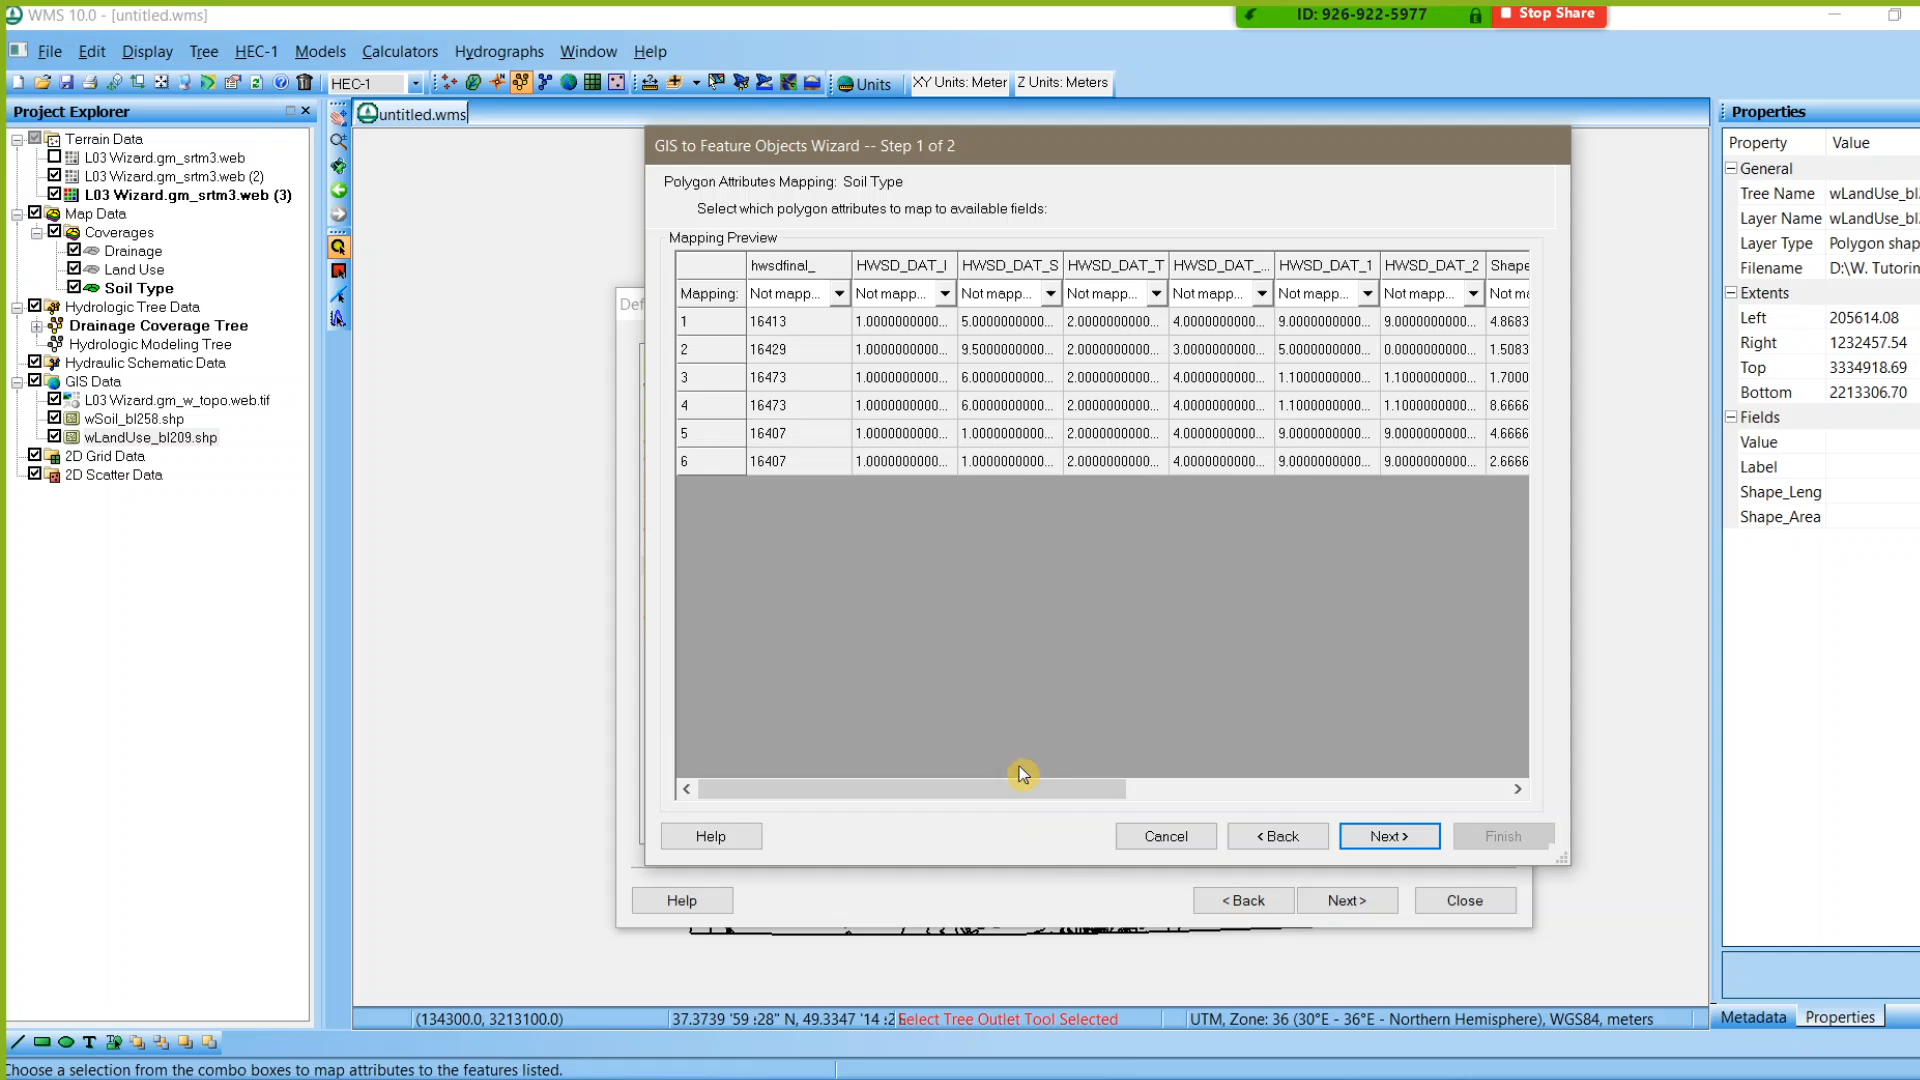 WMS 10.0 - [untitled.wms]
ID: 926-922-5977
Stop Share
File Edit Display Tree HEC-1 Models Calculators Hydrographs Window Help
HEC-1
Units
XY Units: Meter
Z Units: Meters
Project Explorer
untitled.wms
Terrain Data
L03 Wizard.gm_srtm3.web
L03 Wizard.gm_srtm3.web (2)
L03 Wizard.gm_srtm3.web (3)
Map Data
Coverages
Drainage
Land Use
Soil Type
Hydrologic Tree Data
Drainage Coverage Tree
Hydrologic Modeling Tree
Hydraulic Schematic Data
GIS Data
L03 Wizard.gm_w_topo.web.tif
wSoil_bl258.shp
wLandUse_bl209.shp
2D Grid Data
2D Scatter Data
GIS to Feature Objects Wizard -- Step 1 of 2
Polygon Attributes Mapping: Soil Type
Select which polygon attributes to map to available fields:
Mapping Preview
hwsdfinal_ HWSD_DAT_I HWSD_DAT_S HWSD_DAT_T HWSD_DAT_... HWSD_DAT_1 HWSD_DAT_2 Shape
Mapping: Not mapp... Not mapp... Not mapp... Not mapp... Not mapp... Not mapp... Not mapp... Not
1 16413 1.0000000000... 5.0000000000... 2.0000000000... 4.0000000000... 9.0000000000... 9.0000000000... 4.8683
2 16429 1.0000000000... 9.5000000000... 2.0000000000... 3.0000000000... 5.0000000000... 0.0000000000... 1.5083
3 16473 1.0000000000... 6.0000000000... 2.0000000000... 4.0000000000... 1.1000000000... 1.1000000000... 1.7000
4 16473 1.0000000000... 6.0000000000... 2.0000000000... 4.0000000000... 1.1000000000... 1.1000000000... 8.6666
5 16407 1.0000000000... 1.0000000000... 2.0000000000... 4.0000000000... 9.0000000000... 9.0000000000... 4.6666
6 16407 1.0000000000... 1.0000000000... 2.0000000000... 4.0000000000... 9.0000000000... 9.0000000000... 2.6666
Help Cancel < Back Next > Finish
Def
Help < Back Next > Close
Properties
Property Value
General
Tree Name wLandUse_bl
Layer Name wLandUse_bl
Layer Type Polygon shap
Filename D:\W. Tutorin
Extents
Left 205614.08
Right 1232457.54
Top 3334918.69
Bottom 2213306.70
Fields
Value
Label
Shape_Leng
Shape_Area
Metadata Properties
(134300.0, 3213100.0)
37.3739 '59 :28" N, 49.3347 '14 :2
Select Tree Outlet Tool Selected
UTM, Zone: 36 (30°E - 36°E - Northern Hemisphere), WGS84, meters
T
Choose a selection from the combo boxes to map attributes to the features listed.